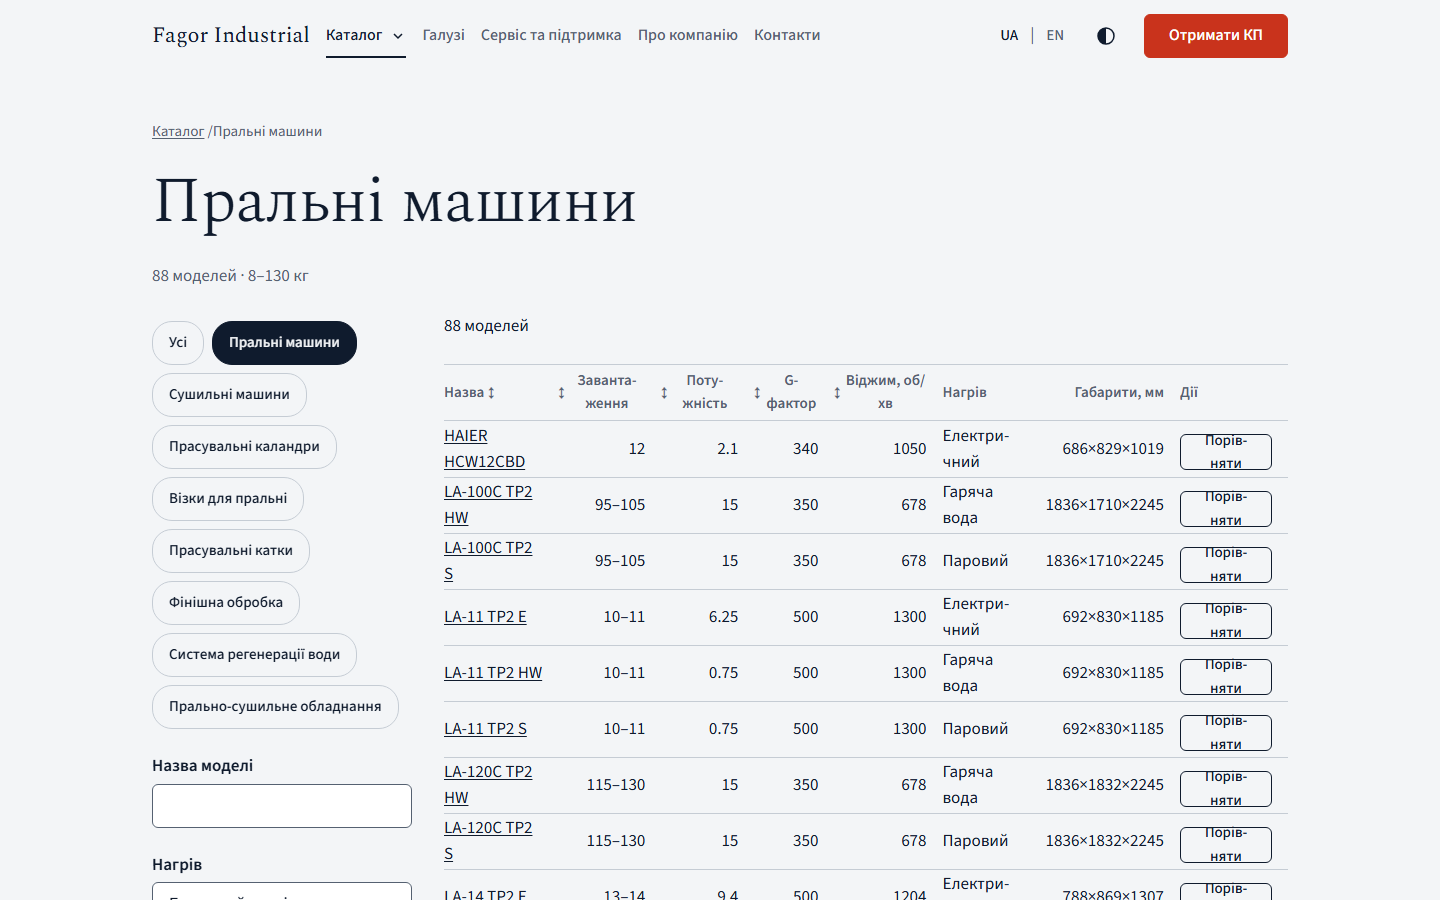 Fagor Industrial
Каталог
Галузі
Сервіс та підтримка
Про компанію
Контакти
UA | EN
Отримати КП
Каталог /Пральні машини
Пральні машини
88 моделей · 8–130 кг
Усі
Пральні машини
Сушильні машини
Прасувальні каландри
Візки для пральні
Прасувальні катки
Фінішна обробка
Система регенерації води
Прально-сушильне обладнання
Назва моделі
Нагрів
88 моделей
Назва ↕ ↕ Заванта- ↕ Поту- ↕ G- ↕ Віджим, об/ Нагрів Габарити, мм Дії
ження жність фактор хв
HAIER Електри- Порів-
HCW12CBD 12 2.1 340 1050 чний 686×829×1019 няти
LA-100C TP2 Гаряча Порів-
HW 95–105 15 350 678 вода 1836×1710×2245 няти
LA-100C TP2 Порів-
S 95–105 15 350 678 Паровий 1836×1710×2245 няти
LA-11 TP2 E 10–11 6.25 500 1300 Електри- 692×830×1185 Порів-
чний няти
LA-11 TP2 HW 10–11 0.75 500 1300 Гаряча 692×830×1185 Порів-
вода няти
LA-11 TP2 S 10–11 0.75 500 1300 Паровий 692×830×1185 Порів-
няти
LA-120C TP2 Гаряча Порів-
HW 115–130 15 350 678 вода 1836×1832×2245 няти
LA-120C TP2 Порів-
S 115–130 15 350 678 Паровий 1836×1832×2245 няти
LA-14 TP2 E 13–14 9.4 500 1204 Електри- 788×869×1307 Порів-